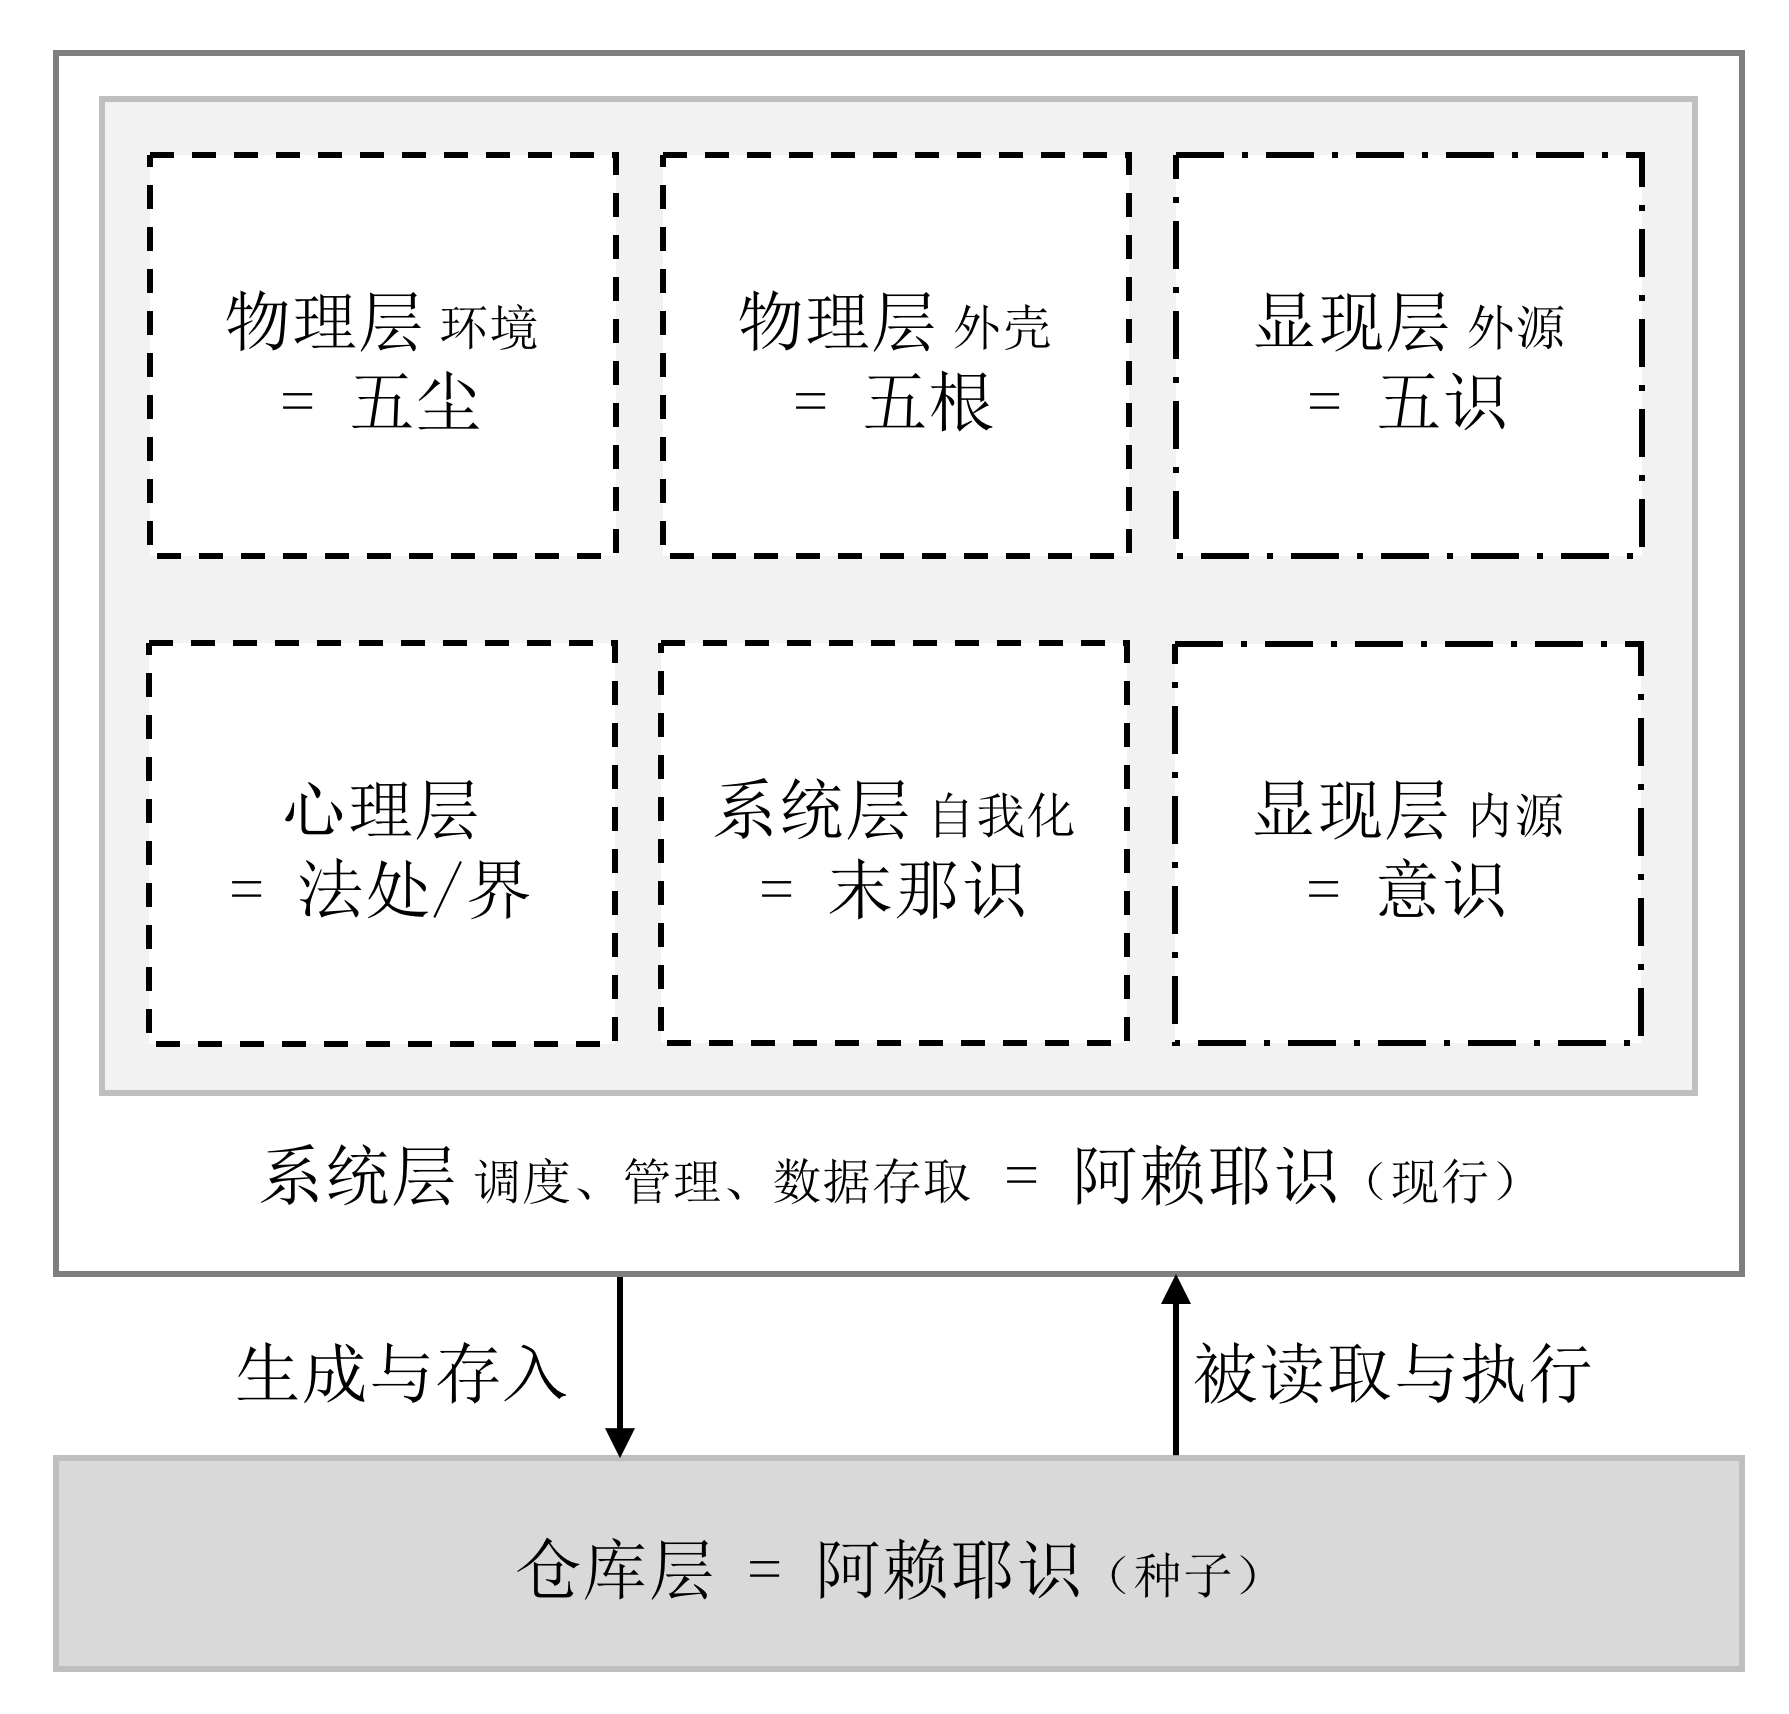 物理层 环境
= 五尘
物理层 外壳
= 五根
显现层 外源
= 五识
心理层
= 法处/界
系统层 自我化
= 末那识
显现层 内源
= 意识
系统层 调度、管理、数据存取 = 阿赖耶识（现行）
生成与存入
被读取与执行
仓库层 = 阿赖耶识（种子）